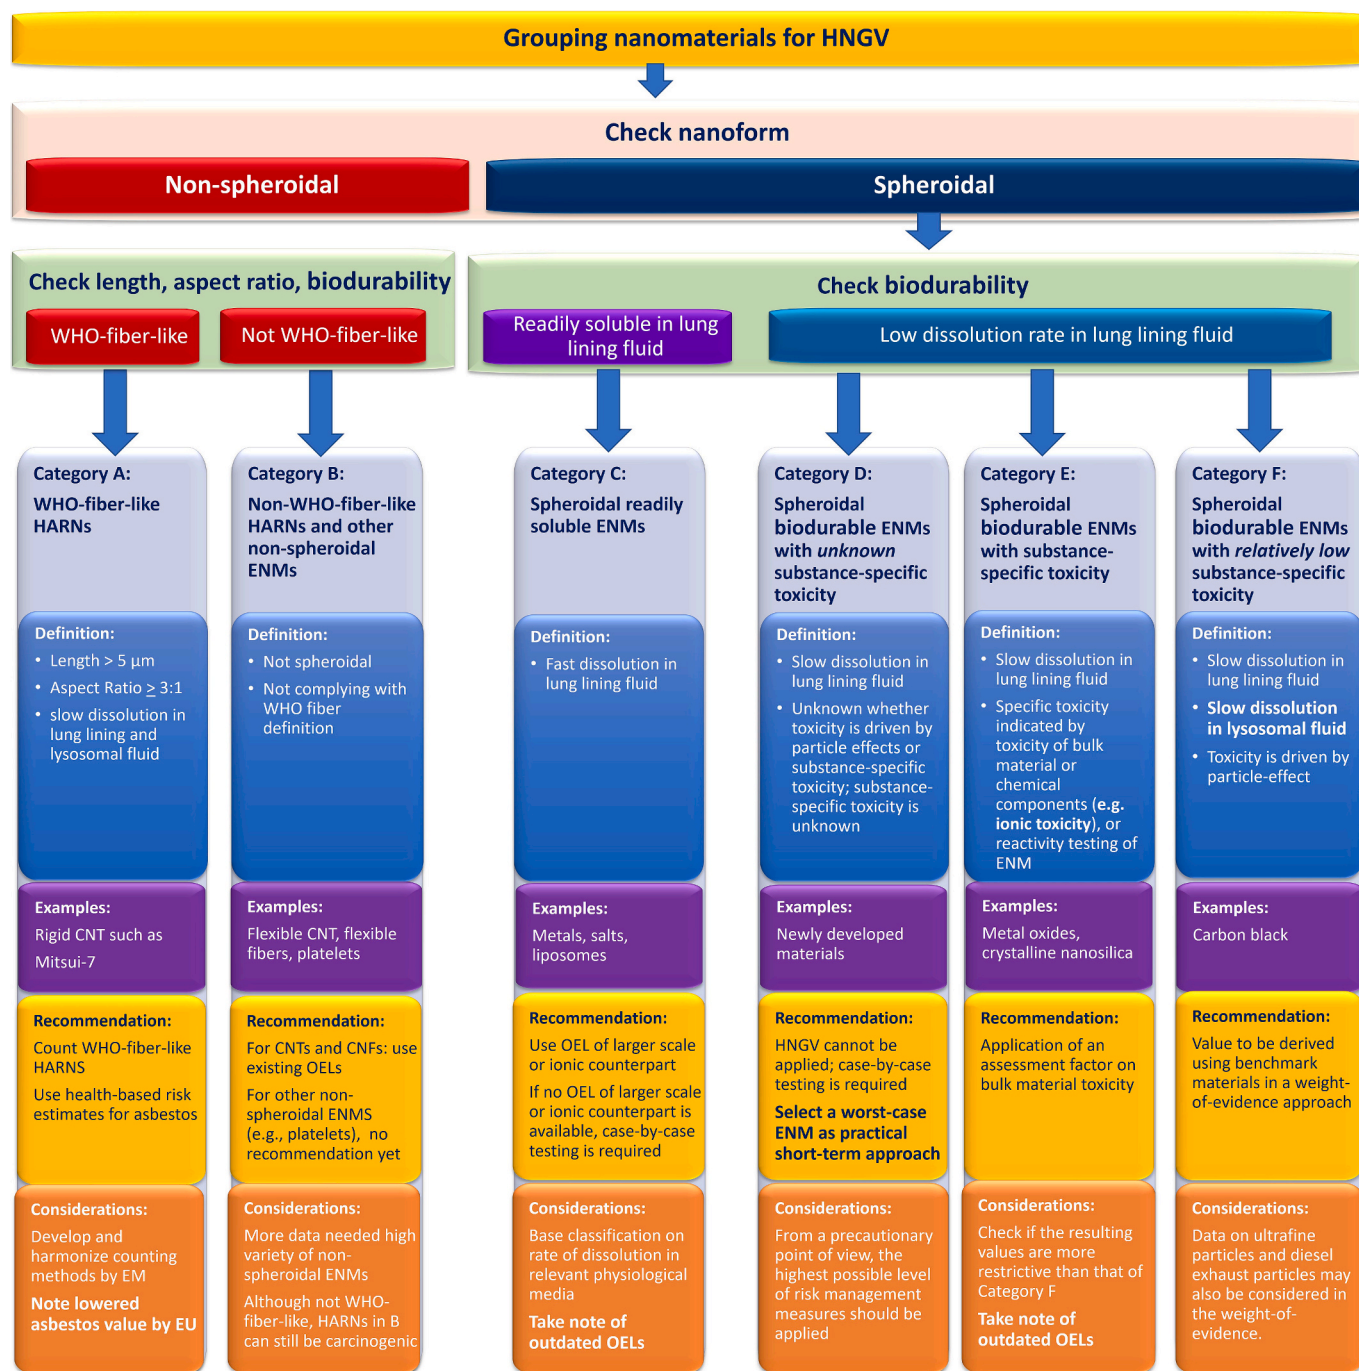 Grouping nanomaterials for HNGV
Check nanoform
Non-spheroidal
Spheroidal
Check length, aspect ratio, biodurability
WHO-fiber-like
Not WHO-fiber-like
Check biodurability
Readily soluble in lung
lining fluid
Low dissolution rate in lung lining fluid
Category A:
WHO-fiber-like
HARNs
Definition:
• Length > 5 µm
• Aspect Ratio ≥ 3:1
• slow dissolution in
lung lining and
lysosomal fluid
Examples:
Rigid CNT such as
Mitsui-7
Recommendation:
Count WHO-fiber-like
HARNS
Use health-based risk
estimates for asbestos
Considerations:
Develop and
harmonize counting
methods by EM
Note lowered
asbestos value by EU
Category B:
Non-WHO-fiber-like
HARNs and other
non-spheroidal
ENMs
Definition:
• Not spheroidal
• Not complying with
WHO fiber
definition
Examples:
Flexible CNT, flexible
fibers, platelets
Recommendation:
For CNTs and CNFs: use
existing OELs
For other non-
spheroidal ENMS
(e.g., platelets), no
recommendation yet
Considerations:
More data needed high
variety of non-
spheroidal ENMs
Although not WHO-
fiber-like, HARNs in B
can still be carcinogenic
Category C:
Spheroidal readily
soluble ENMs
Definition:
• Fast dissolution in
lung lining fluid
Examples:
Metals, salts,
liposomes
Recommendation:
Use OEL of larger scale
or ionic counterpart
If no OEL of larger scale
or ionic counterpart is
available, case-by-case
testing is required
Considerations:
Base classification on
rate of dissolution in
relevant physiological
media
Take note of
outdated OELs
Category D:
Spheroidal
biodurable ENMs
with unknown
substance-specific
toxicity
Definition:
• Slow dissolution in
lung lining fluid
• Unknown whether
toxicity is driven by
particle effects or
substance-specific
toxicity; substance-
specific toxicity is
unknown
Examples:
Newly developed
materials
Recommendation:
HNGV cannot be
applied; case-by-case
testing is required
Select a worst-case
ENM as practical
short-term approach
Considerations:
From a precautionary
point of view, the
highest possible level
of risk management
measures should be
applied
Category E:
Spheroidal
biodurable ENMs
with substance-
specific toxicity
Definition:
• Slow dissolution in
lung lining fluid
• Specific toxicity
indicated by
toxicity of bulk
material or
chemical
components (e.g.
ionic toxicity), or
reactivity testing of
ENM
Examples:
Metal oxides,
crystalline nanosilica
Recommendation:
Application of an
assessment factor on
bulk material toxicity
Considerations:
Check if the resulting
values are more
restrictive than that of
Category F
Take note of
outdated OELs
Category F:
Spheroidal
biodurable ENMs
with relatively low
substance-specific
toxicity
Definition:
• Slow dissolution in
lung lining fluid
• Slow dissolution
in lysosomal fluid
• Toxicity is driven by
particle-effect
Examples:
Carbon black
Recommendation:
Value to be derived
using benchmark
materials in a weight-
of-evidence approach
Considerations:
Data on ultrafine
particles and diesel
exhaust particles may
also be considered in
the weight-of-
evidence.